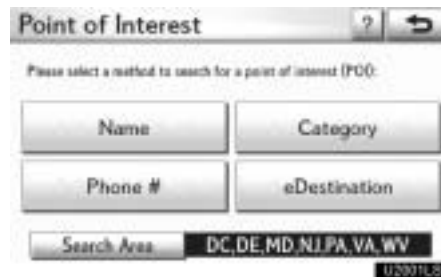 Point of Interest ?
Please select a method to search for a point of interest (POI):
Name Category
Phone # eDestination
Search Area DC,DE,MD,NJ,PA,VA,WV